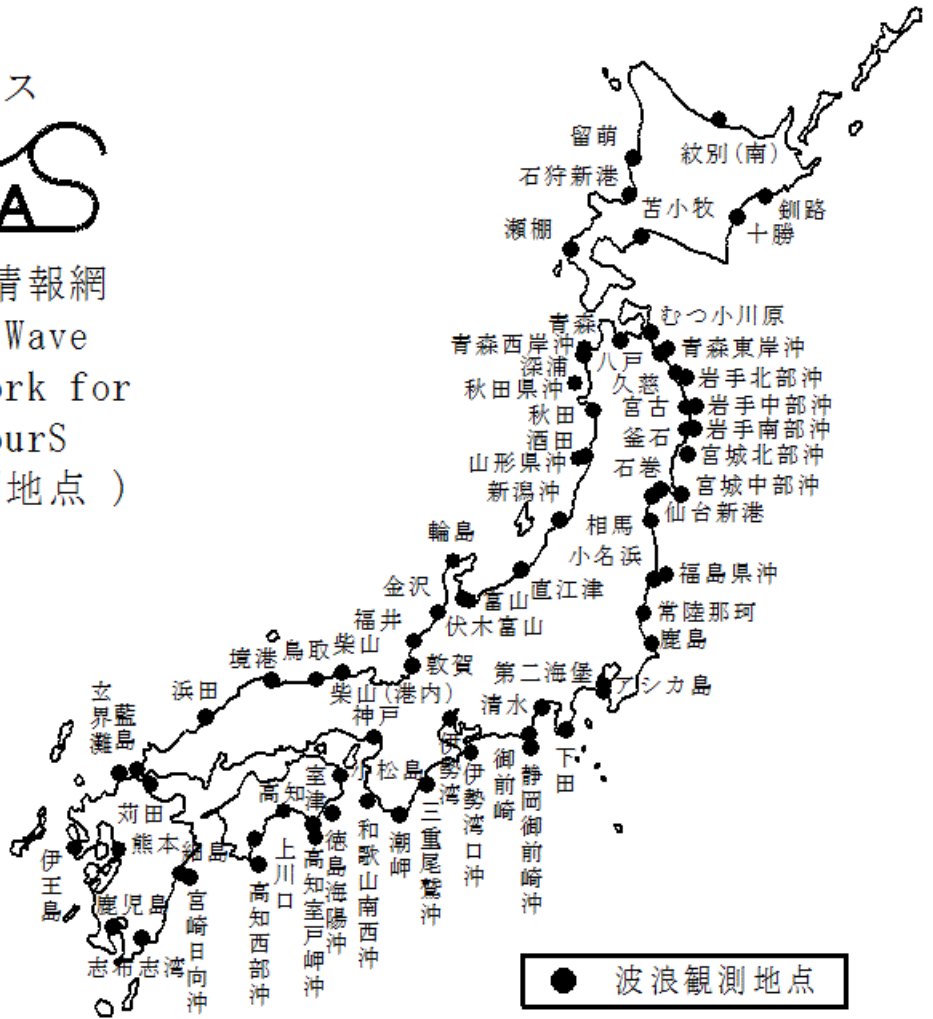 ス
AS
情報網
Wave
ork for
ourS
地点 )
留萌
紋別(南)
石狩新港
苫小牧
釧路
十勝
瀬棚
むつ小川原
青森
青森西岸沖
青森東岸沖
深浦
八戸
久慈
岩手北部沖
秋田県沖
宮古
岩手中部沖
秋田
釜石
岩手南部沖
酒田
宮城北部沖
山形県沖
石巻
宮城中部沖
新潟沖
仙台新港
相馬
輪島
小名浜
福島県沖
直江津
金沢
富山
常陸那珂
福井
伏木富山
鹿島
境港
鳥取
柴山
敦賀
第二海堡
アシカ島
柴山(港内)
浜田
清水
神戸
玄界灘
藍島
伊勢湾
伊勢湾口沖
御前崎
静岡御前崎沖
下田
小松島
室津
高知
苅田
三重尾鷲沖
潮岬
和歌山南西沖
徳島海陽沖
高知室戸岬沖
上川口
高知西部沖
熊本
細島
伊王島
鹿児島
宮崎日向沖
志布志湾
波浪観測地点